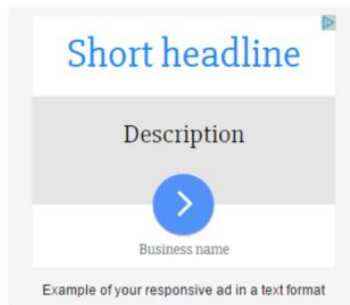 Short headline
Description
Business name
Example of your responsive ad in a text format